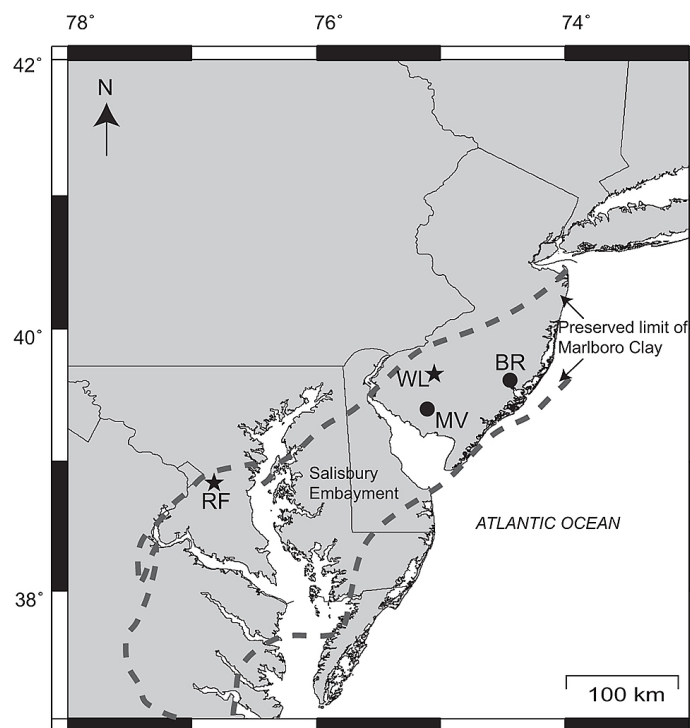 78˚ 76˚ 74˚
42˚
N
40˚
Preserved limit of
Marlboro Clay
BR
WL
MV
Salisbury
Embayment
RF
ATLANTIC OCEAN
38˚
100 km